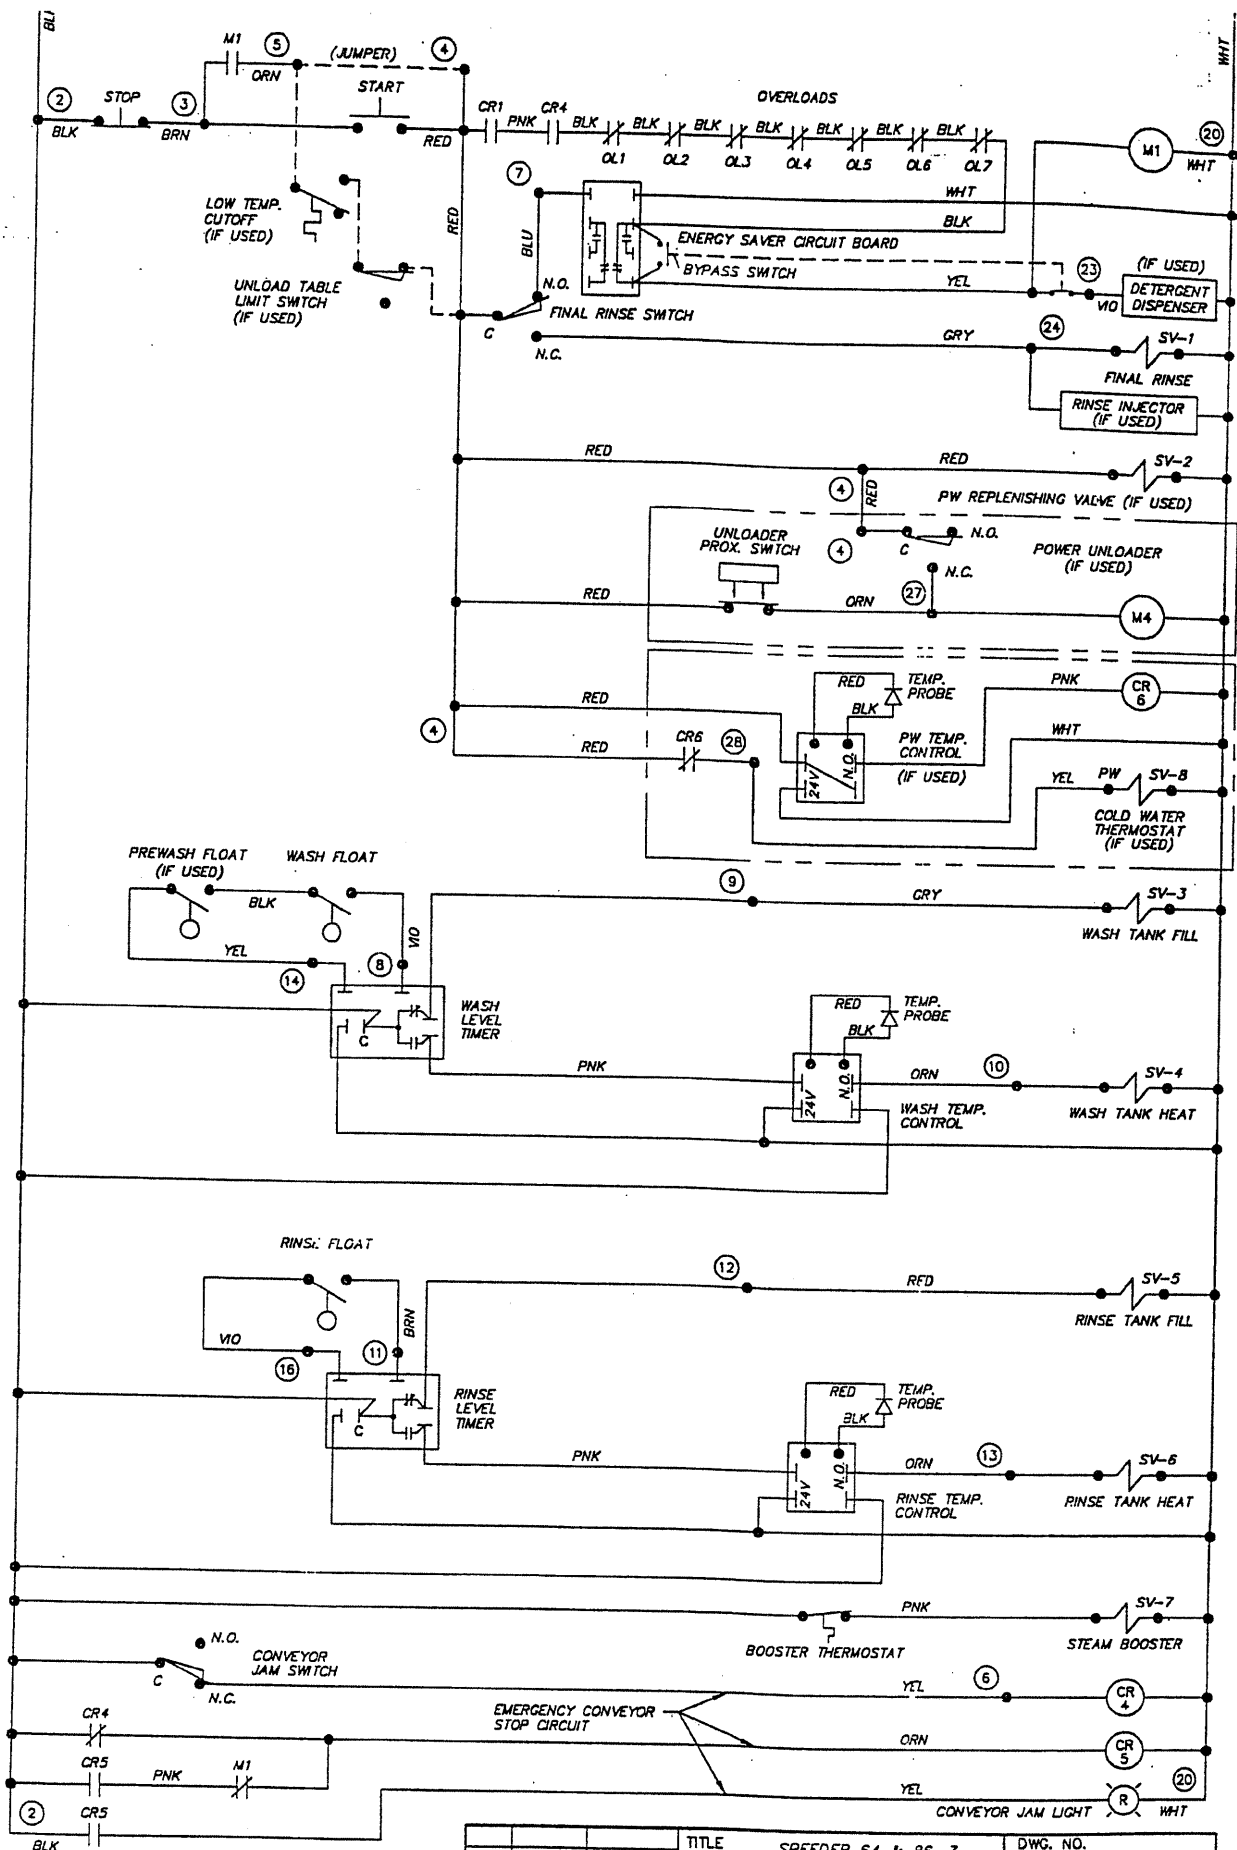 BLK
WHT
M1
5
(JUMPER)
4
ORN
2
STOP
3
START
BLK
BRN
RED
OVERLOADS
CR1
PNK
CR4
BLK
BLK
BLK
BLK
BLK
BLK
BLK
OL1
OL2
OL3
OL4
OL5
OL6
OL7
M1
20
WHT
7
WHT
BLK
LOW TEMP.
CUTOFF
(IF USED)
RED
BLU
ENERGY SAVER CIRCUIT BOARD
BYPASS SWITCH
YEL
23
(IF USED)
DETERGENT
DISPENSER
VIO
UNLOAD TABLE
LIMIT SWITCH
(IF USED)
N.O.
FINAL RINSE SWITCH
C
N.C.
GRY
24
SV-1
FINAL RINSE
RINSE INJECTOR
(IF USED)
RED
RED
SV-2
4
RED
PW REPLENISHING VALVE (IF USED)
UNLOADER
PROX. SWITCH
4
C
N.O.
POWER UNLOADER
(IF USED)
N.C.
RED
ORN
27
M4
RED
TEMP.
PROBE
BLK
PNK
CR
6
RED
4
RED
CR6
28
PW TEMP.
CONTROL
(IF USED)
24V
N.O.
WHT
YEL
PW
SV-8
COLD WATER
THERMOSTAT
(IF USED)
PREWASH FLOAT
(IF USED)
WASH FLOAT
BLK
9
GRY
SV-3
WASH TANK FILL
YEL
VIO
14
8
WASH
LEVEL
TIMER
C
RED
TEMP.
PROBE
BLK
PNK
24V
N.O.
ORN
10
SV-4
WASH TEMP.
CONTROL
WASH TANK HEAT
RINSE FLOAT
12
RED
SV-5
RINSE TANK FILL
VIO
BRN
16
11
RINSE
LEVEL
TIMER
C
RED
TEMP.
PROBE
BLK
PNK
24V
N.O.
ORN
13
SV-6
RINSE TEMP.
CONTROL
RINSE TANK HEAT
PNK
SV-7
BOOSTER THERMOSTAT
STEAM BOOSTER
N.O.
CONVEYOR
JAM SWITCH
C
N.C.
YEL
6
CR
4
EMERGENCY CONVEYOR
STOP CIRCUIT
CR4
ORN
CR
5
CR5
PNK
M1
YEL
20
2
CR5
CONVEYOR JAM LIGHT
R
WHT
BLK
TITLE
DWG. NO.